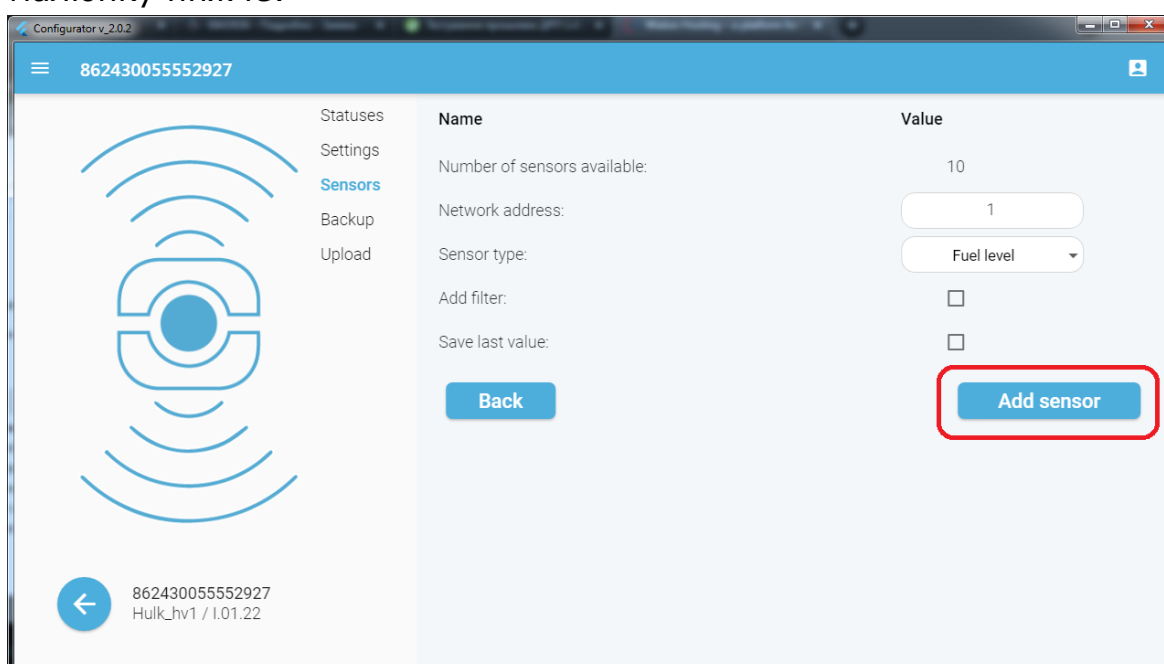 Configurator v_2.0.2
862430055552927
Statuses
Settings
Sensors
Backup
Upload
Name Value
Number of sensors available: 10
Network address: 1
Sensor type: Fuel level
Add filter:
Save last value:
Back Add sensor
862430055552927
Hulk_hv1 / I.01.22